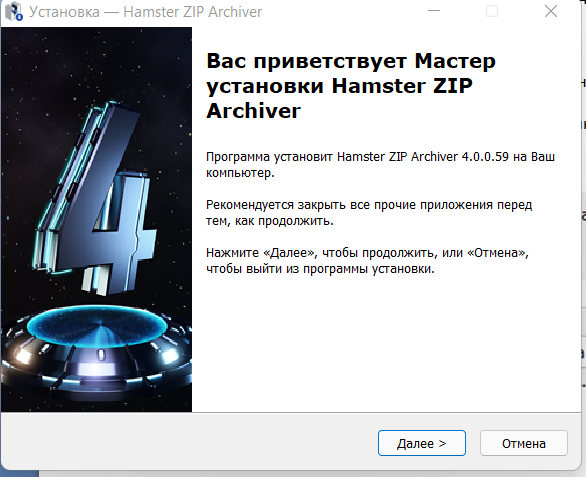 Установка — Hamster ZIP Archiver
Вас приветствует Мастер
установки Hamster ZIP
Archiver
Программа установит Hamster ZIP Archiver 4.0.0.59 на Ваш
компьютер.
Рекомендуется закрыть все прочие приложения перед
тем, как продолжить.
Нажмите «Далее», чтобы продолжить, или «Отмена»,
чтобы выйти из программы установки.
4
Далее >
Отмена